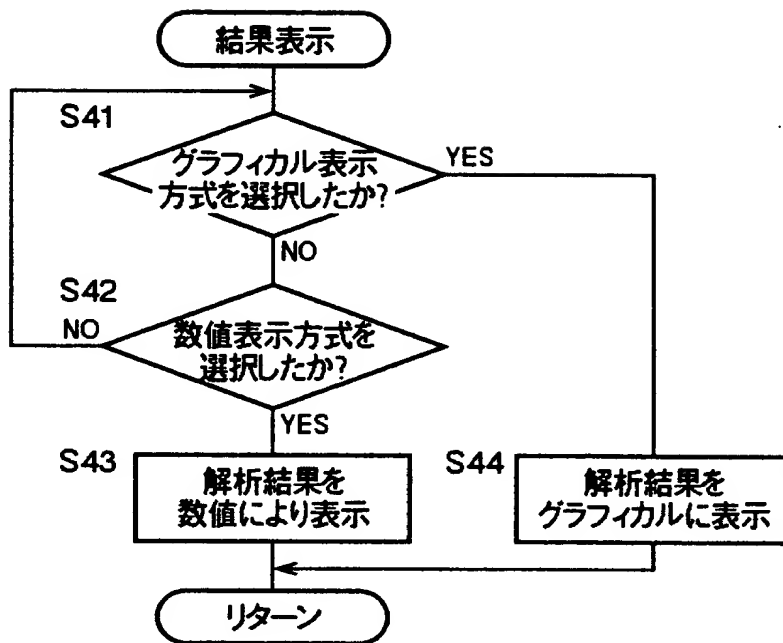 結果表示
S41
グラフィカル表示
方式を選択したか?
YES
NO
S42
NO
数値表示方式を
選択したか?
YES
S43
解析結果を
数値により表示
S44
解析結果を
グラフィカルに表示
リターン